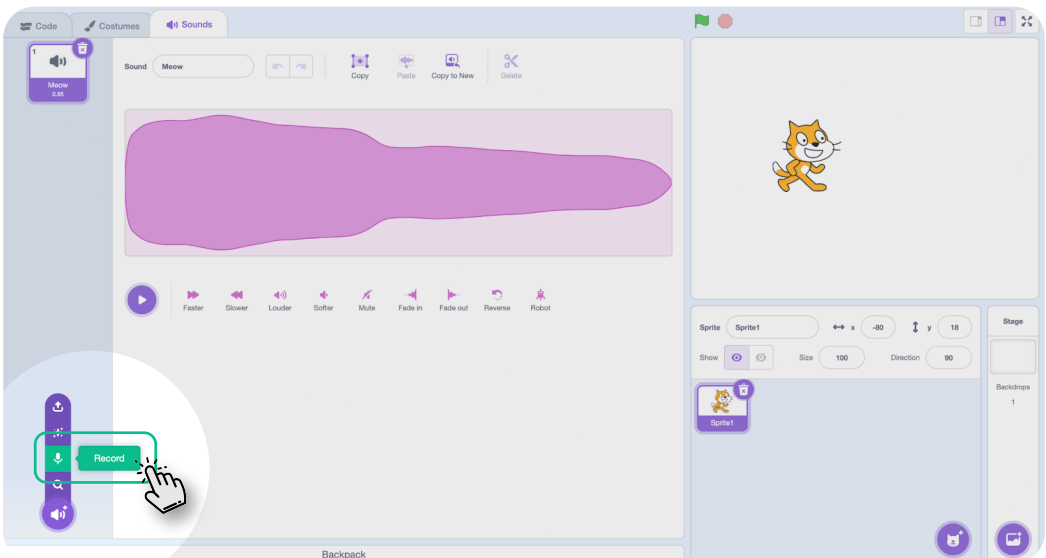 Code Costumes Sounds
1
Meow
0.85
Sound Meow Copy Paste Copy to New Delete
Faster Slower Louder Softer Mute Fade in Fade out Reverse Robot
Record
Backpack
Sprite Sprite1 x -80 y 18
Show Size 100 Direction 90
Sprite1
Stage
Backdrops
1